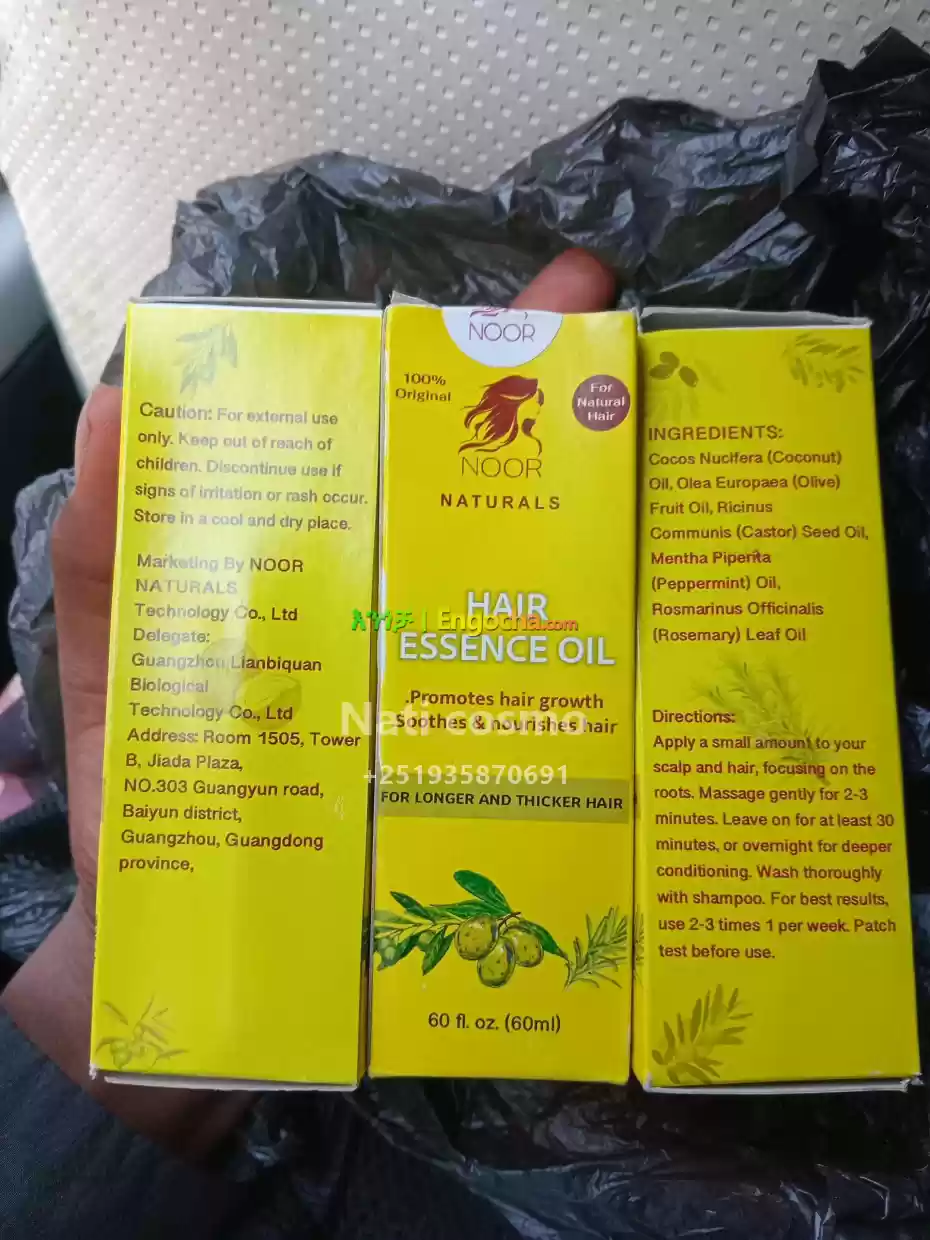 Caution: For external use
only. Keep out of reach of
children. Discontinue use if
signs of irritation or rash occur.
Store in a cool and dry place.
Marketing By NOOR
NATURALS
Technology Co., Ltd
Delegate:
Guangzhou Lianbiquan
Biological
Technology Co., Ltd
Address: Room 1505, Tower
B, Jiada Plaza,
NO.303 Guangyun road,
Baiyun district,
Guangzhou, Guangdong
province,
NOOR
100%
Original
For
Natural
Hair
NOOR
NATURALS
HAIR
እንጎቻ | Engocha.com
ESSENCE OIL
.Promotes hair growth
.Soothes & nourishes hair
+251935870691
FOR LONGER AND THICKER HAIR
60 fl. oz. (60ml)
INGREDIENTS:
Cocos Nucifera (Coconut)
Oil, Olea Europaea (Olive)
Fruit Oil, Ricinus
Communis (Castor) Seed Oil,
Mentha Piperita
(Peppermint) Oil,
Rosmarinus Officinalis
(Rosemary) Leaf Oil
Directions:
Apply a small amount to your
scalp and hair, focusing on the
roots. Massage gently for 2-3
minutes. Leave on for at least 30
minutes, or overnight for deeper
conditioning. Wash thoroughly
with shampoo. For best results,
use 2-3 times 1 per week. Patch
test before use.